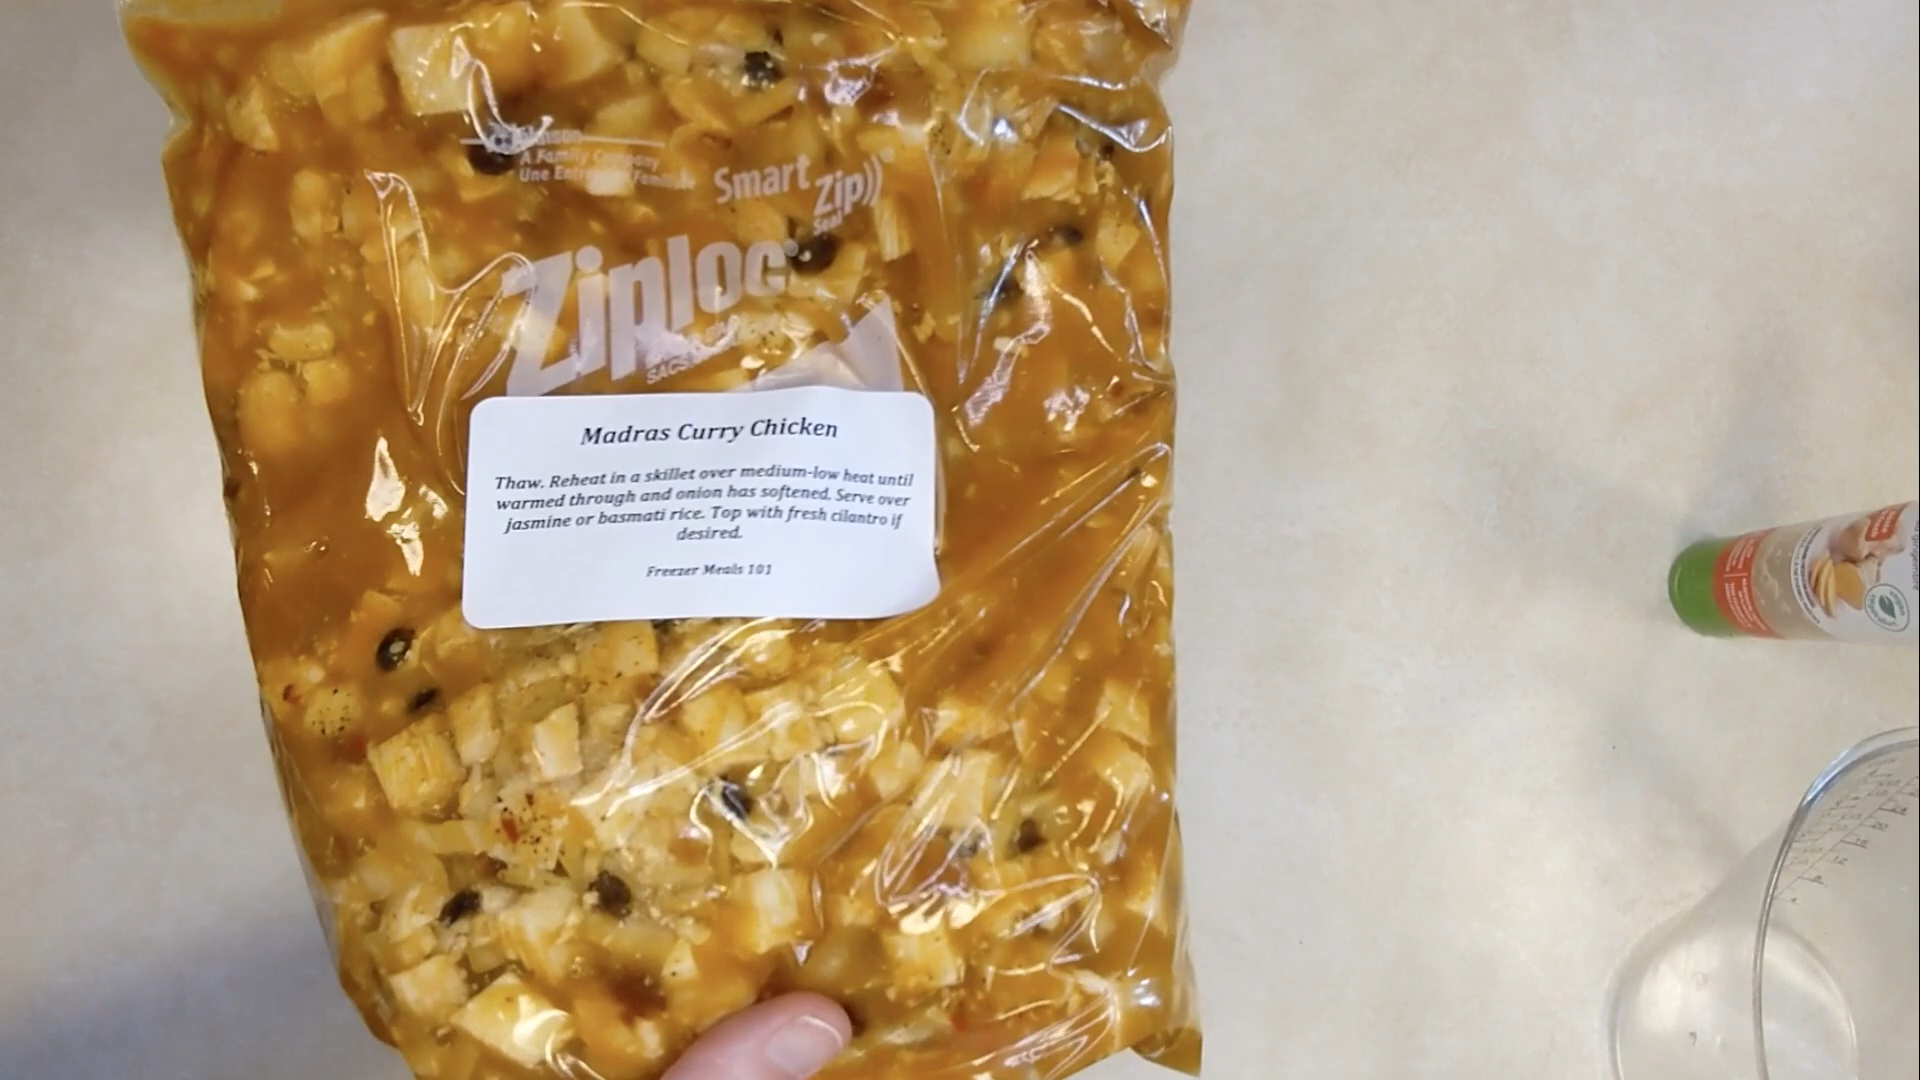 Johnson
A Family Company
Une Entreprise Familiale
Smart
Zip
Seal
Ziploc
SACS
Madras Curry Chicken
Thaw. Reheat in a skillet over medium-low heat until
warmed through and onion has softened. Serve over
jasmine or basmati rice. Top with fresh cilantro if
desired.
Freezer Meals 101